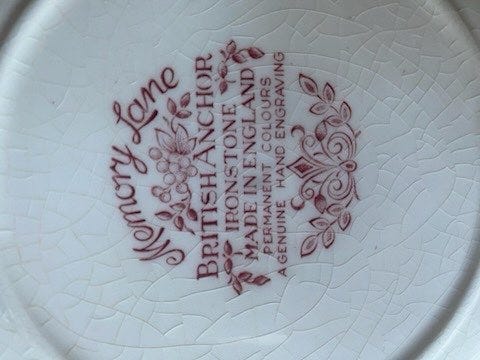 Memory Lane
BRITISH ANCHOR
IRONSTONE
MADE IN ENGLAND
PERMANENT COLOURS
A GENUINE HAND ENGRAVING